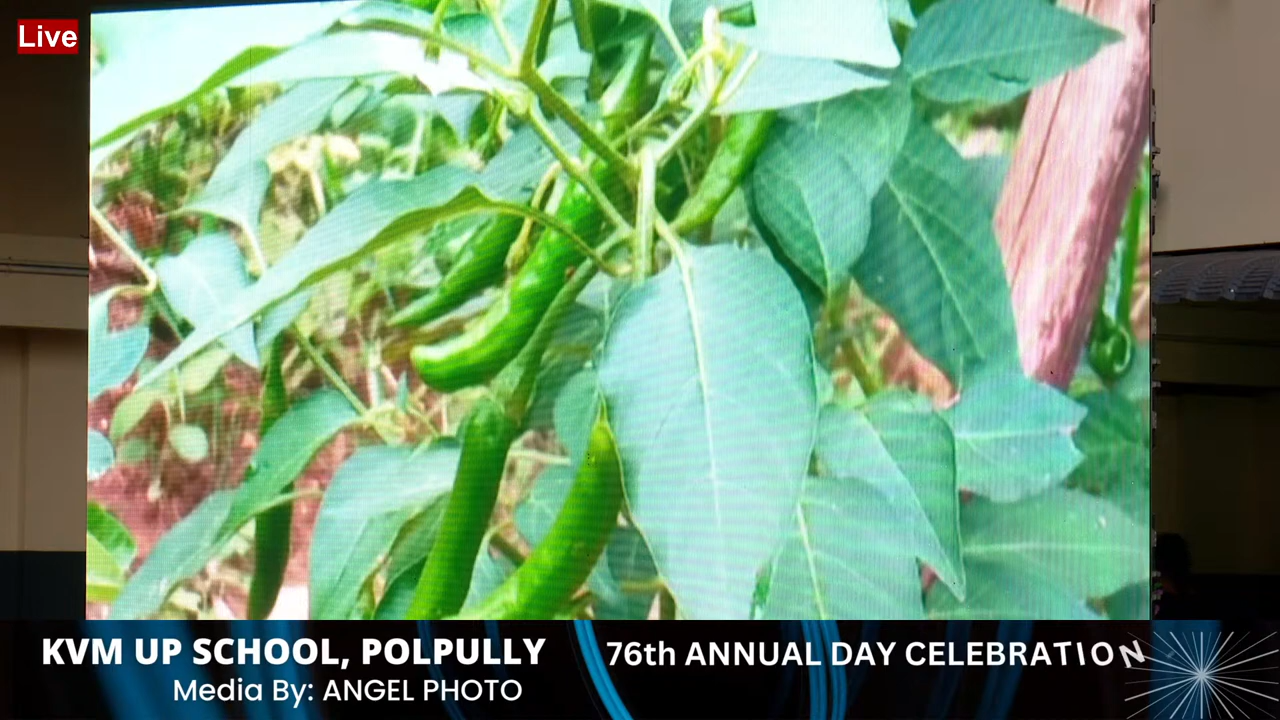 Live
KVM UP SCHOOL, POLPULLY
Media By: ANGEL PHOTO
76th ANNUAL DAY CELEBRATION